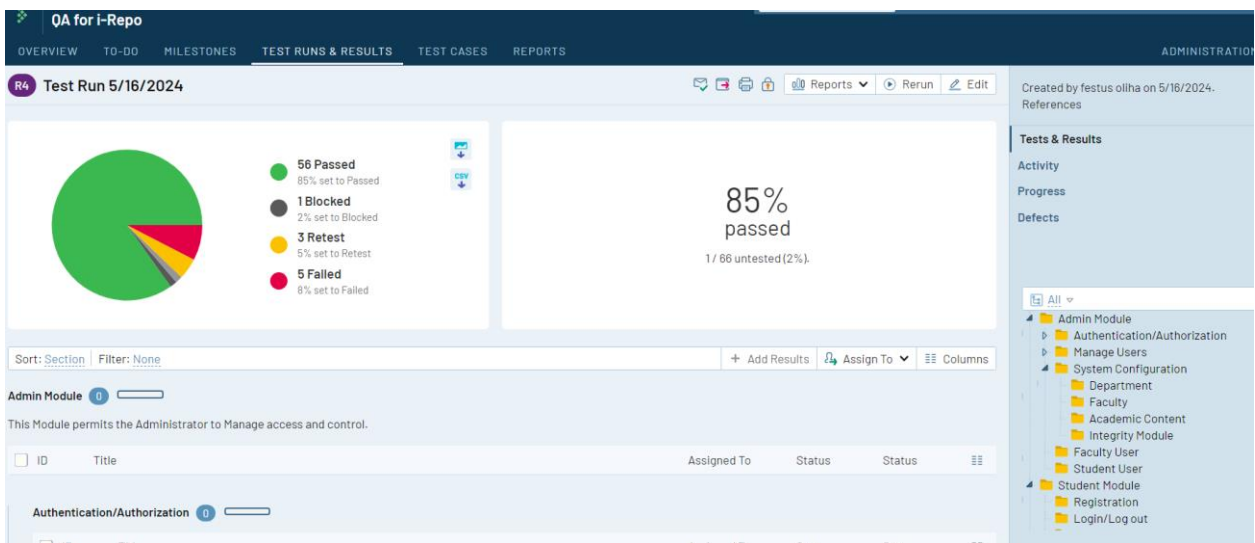 QA for i-Repo
OVERVIEW TO-DO MILESTONES TEST RUNS & RESULTS TEST CASES REPORTS ADMINISTRATION
R4 Test Run 5/16/2024 Reports Rerun Edit
56 Passed
85% set to Passed
1 Blocked
2% set to Blocked
3 Retest
5% set to Retest
5 Failed
8% set to Failed
CSV
85%
passed
1 / 66 untested (2%).
Sort: Section Filter: None + Add Results Assign To Columns
Admin Module 0
This Module permits the Administrator to Manage access and control.
ID Title Assigned To Status Status
Authentication/Authorization 0
Created by festus oliha on 5/16/2024.
References
Tests & Results
Activity
Progress
Defects
All
Admin Module
Authentication/Authorization
Manage Users
System Configuration
Department
Faculty
Academic Content
Integrity Module
Faculty User
Student User
Student Module
Registration
Login/Log out